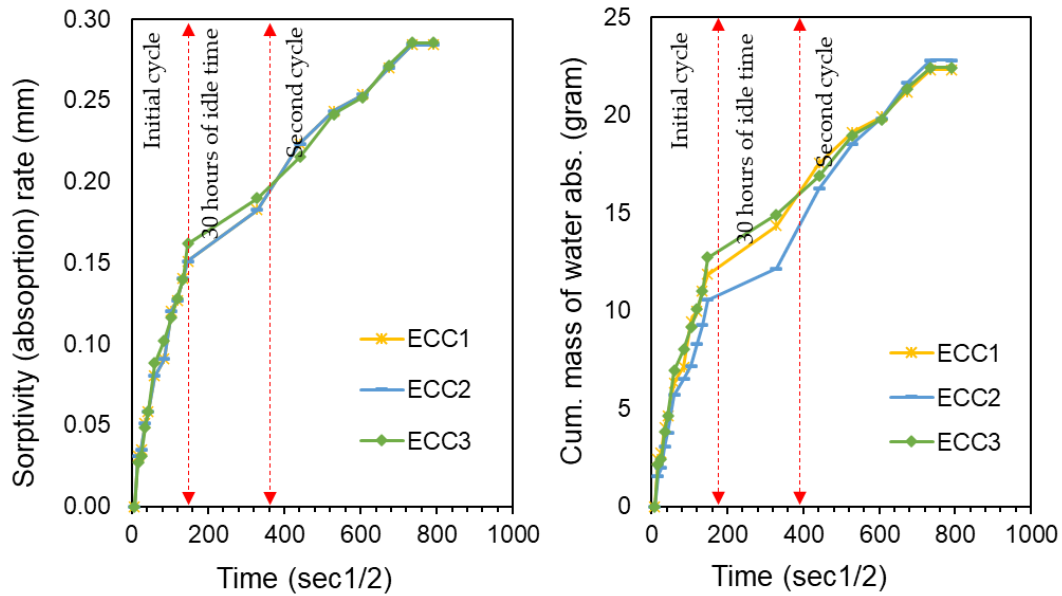 Sorptivity (absoption) rate (mm)
0.30
0.25
0.20
0.15
0.10
0.05
0.00
Initial cycle
30 hours of idle time
Second cycle
ECC1
ECC2
ECC3
0 200 400 600 800 1000
Time (sec1/2)
Cum. mass of water abs. (gram)
25
20
15
10
5
0
Initial cycle
30 hours of idle time
Second cycle
ECC1
ECC2
ECC3
0 200 400 600 800 1000
Time (sec1/2)